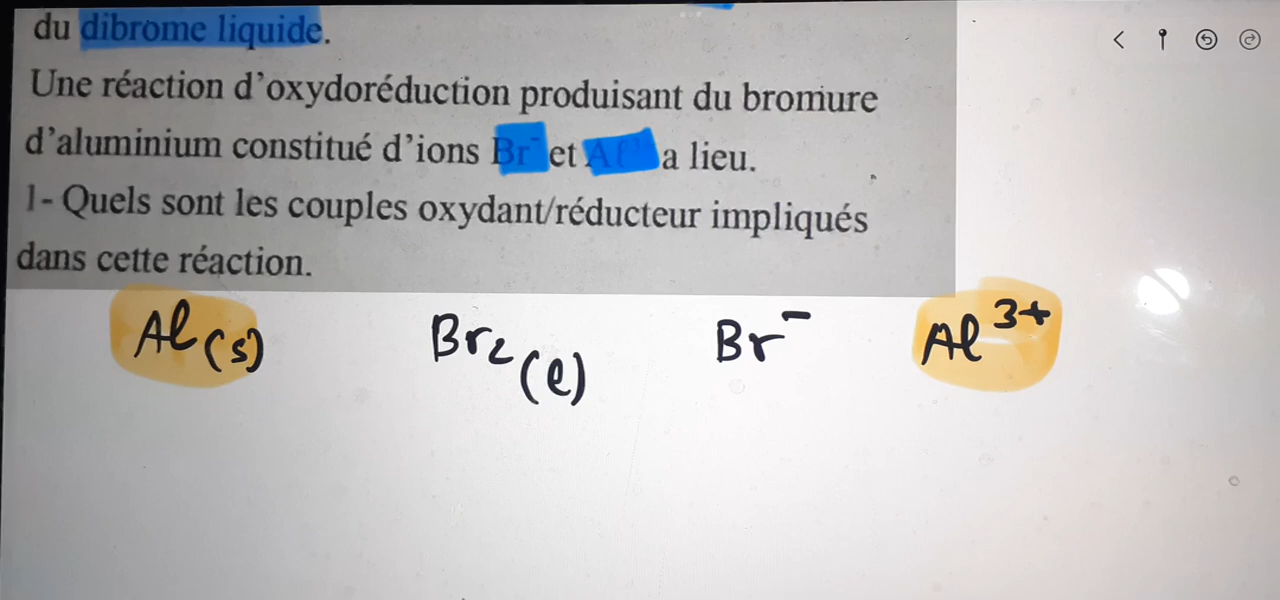 du dibrome liquide.
Une réaction d'oxydoréduction produisant du bromure
d'aluminium constitué d'ions Br⁻ et Al³⁺ a lieu.
1- Quels sont les couples oxydant/réducteur impliqués
dans cette réaction.
Al(s) Br₂(l) Br⁻ Al³⁺